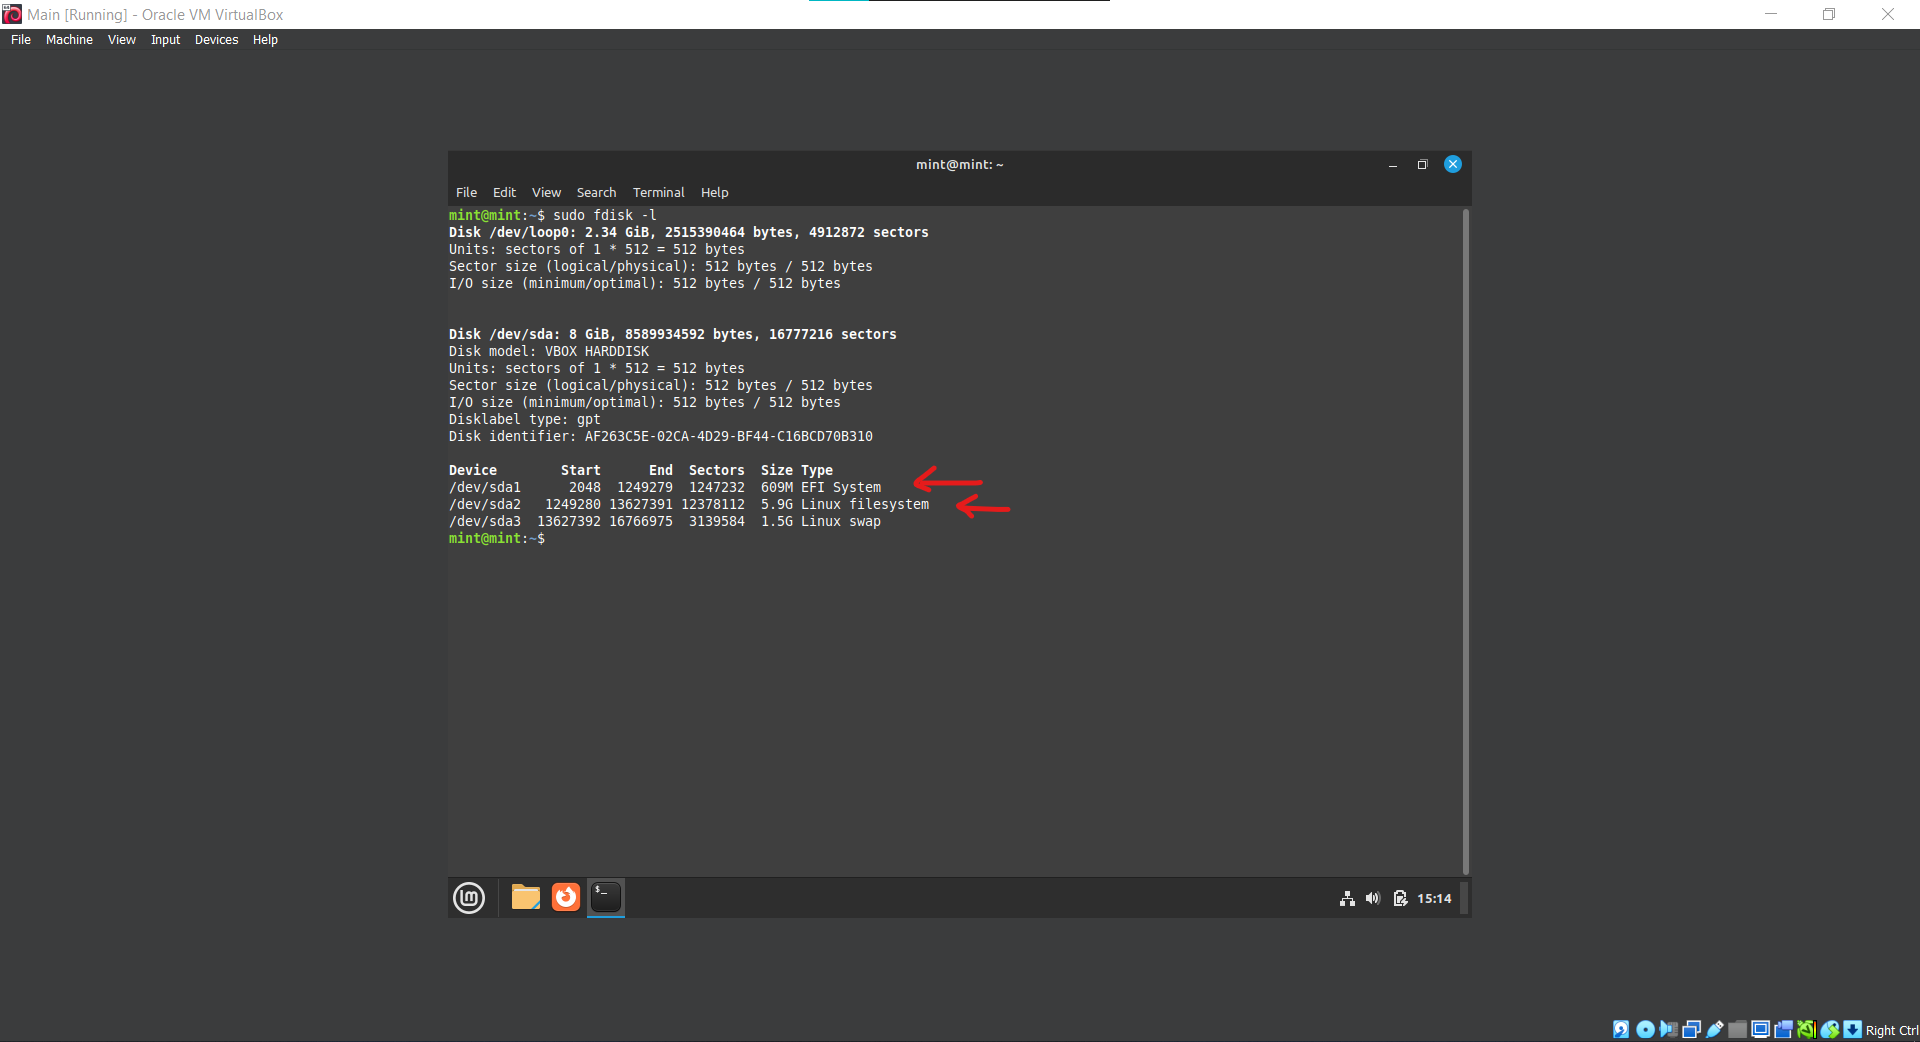 Main [Running] - Oracle VM VirtualBox
File Machine View Input Devices Help
mint@mint: ~
File Edit View Search Terminal Help
mint@mint:~$ sudo fdisk -l
Disk /dev/loop0: 2.34 GiB, 2515390464 bytes, 4912872 sectors
Units: sectors of 1 * 512 = 512 bytes
Sector size (logical/physical): 512 bytes / 512 bytes
I/O size (minimum/optimal): 512 bytes / 512 bytes
Disk /dev/sda: 8 GiB, 8589934592 bytes, 16777216 sectors
Disk model: VBOX HARDDISK
Units: sectors of 1 * 512 = 512 bytes
Sector size (logical/physical): 512 bytes / 512 bytes
I/O size (minimum/optimal): 512 bytes / 512 bytes
Disklabel type: gpt
Disk identifier: AF263C5E-02CA-4D29-BF44-C16BCD70B310
Device Start End Sectors Size Type
/dev/sda1 2048 1249279 1247232 609M EFI System
/dev/sda2 1249280 13627391 12378112 5.9G Linux filesystem
/dev/sda3 13627392 16766975 3139584 1.5G Linux swap
mint@mint:~$
$_
15:14
Right Ctrl